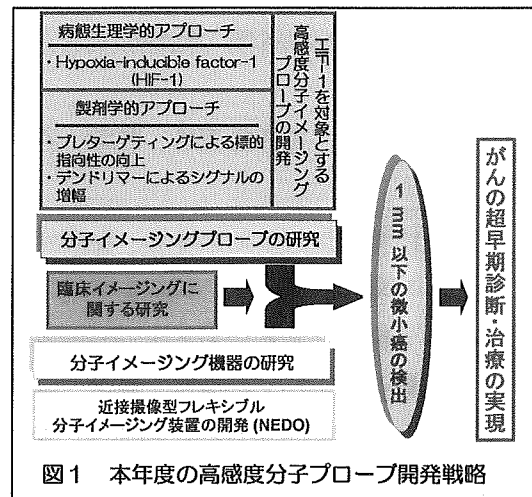 病態生理学的アプローチ
・Hypoxia-inducible factor-1
(HIF-1)
製剤学的アプローチ
・プレターゲティングによる標的
指向性の向上
・デンドリマーによるシグナルの
増幅
HIF-1を対象とする
高感度分子イメージング
プローブの開発
分子イメージングプローブの研究
臨床イメージングに
関する研究
分子イメージング機器の研究
近接撮像型フレキシブル
分子イメージング装置の開発 (NEDO)
1 mm 以下の微小癌の検出
がんの超早期診断・治療の実現
図1 本年度の高感度分子プローブ開発戦略